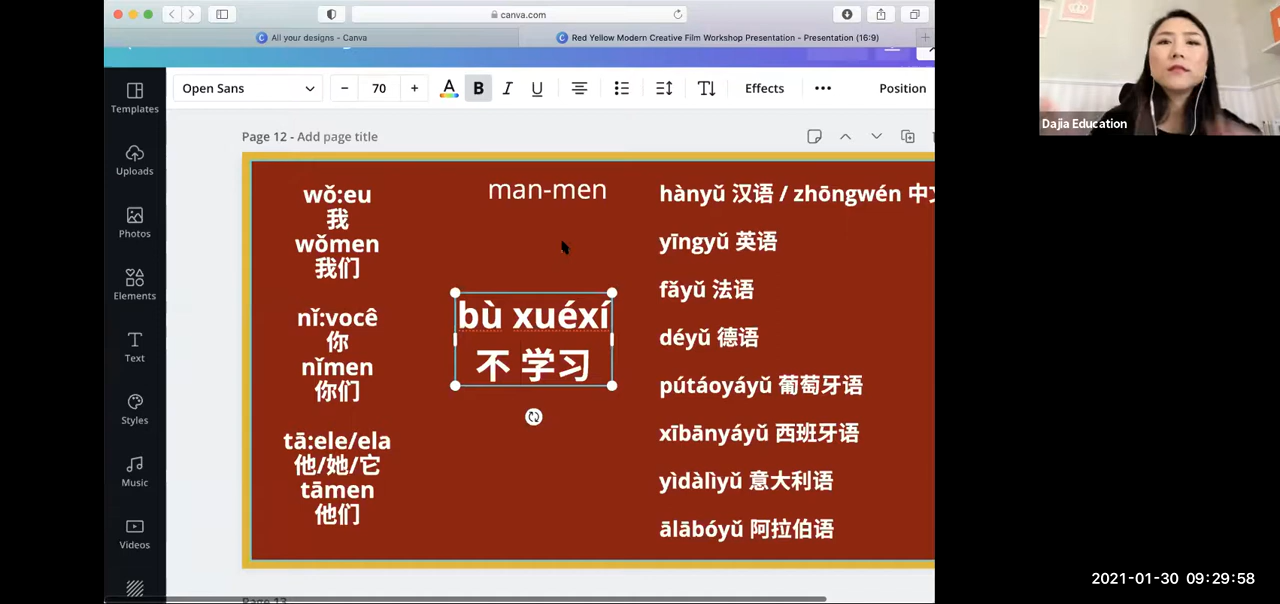 canva.com
All your designs - Canva
Red Yellow Modern Creative Film Workshop Presentation - Presentation (16:9)
Open Sans
70
A
B
I
U
Effects
Position
Templates
Uploads
Photos
Elements
Text
Styles
Music
Videos
Page 12 - Add page title
wǒ:eu
我
wǒmen
我们
nǐ:você
你
nǐmen
你们
tā:ele/ela
他/她/它
tāmen
他们
man-men
bù xuéxí
不 学习
hànyǔ 汉语 / zhōngwén 中
yīngyǔ 英语
fǎyǔ 法语
déyǔ 德语
pútáoyáyǔ 葡萄牙语
xībānyáyǔ 西班牙语
yìdàlìyǔ 意大利语
ālābóyǔ 阿拉伯语
Dajia Education
2021-01-30 09:29:58